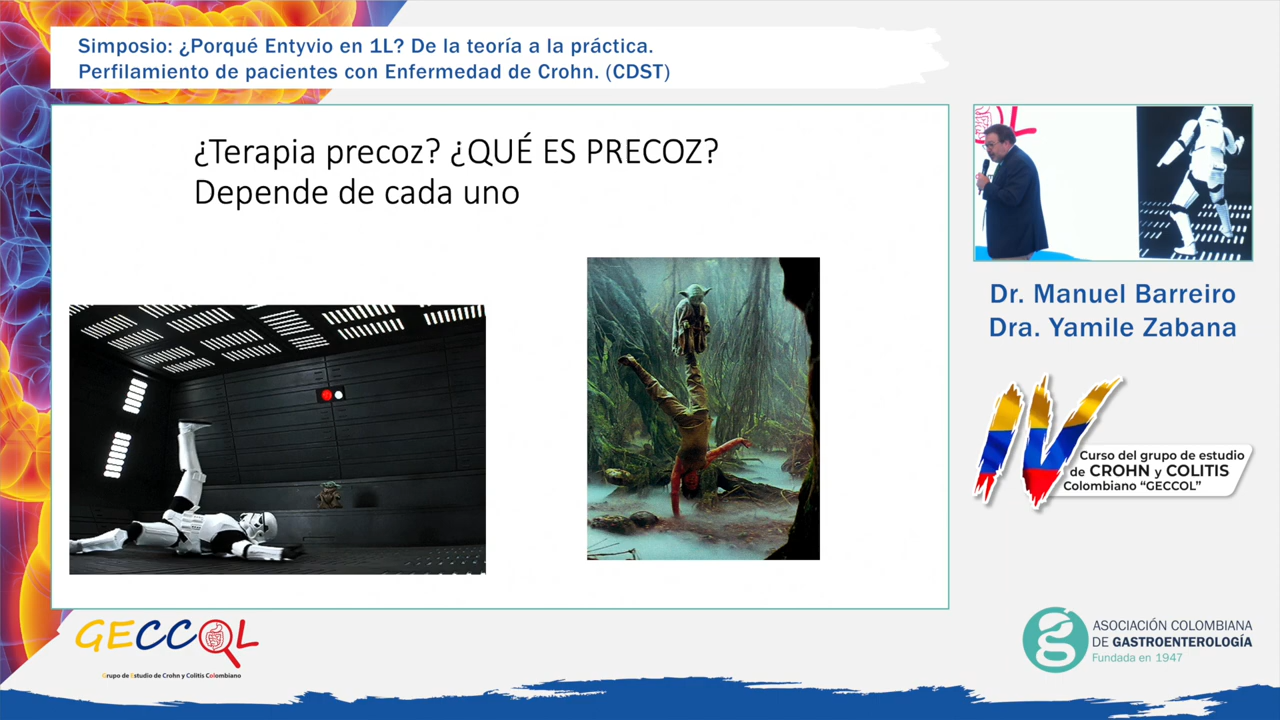 Simposio: ¿Porqué Entyvio en 1L? De la teoría a la práctica.
Perfilamiento de pacientes con Enfermedad de Crohn. (CDST)
¿Terapia precoz? ¿QUÉ ES PRECOZ?
Depende de cada uno
Dr. Manuel Barreiro
Dra. Yamile Zabana
IV
Curso del grupo de estudio
de CROHN y COLITIS
Colombiano “GECCOL”
GECCOL
Grupo de Estudio de Crohn y Colitis Colombiano
ASOCIACIÓN COLOMBIANA
DE GASTROENTEROLOGÍA
Fundada en 1947